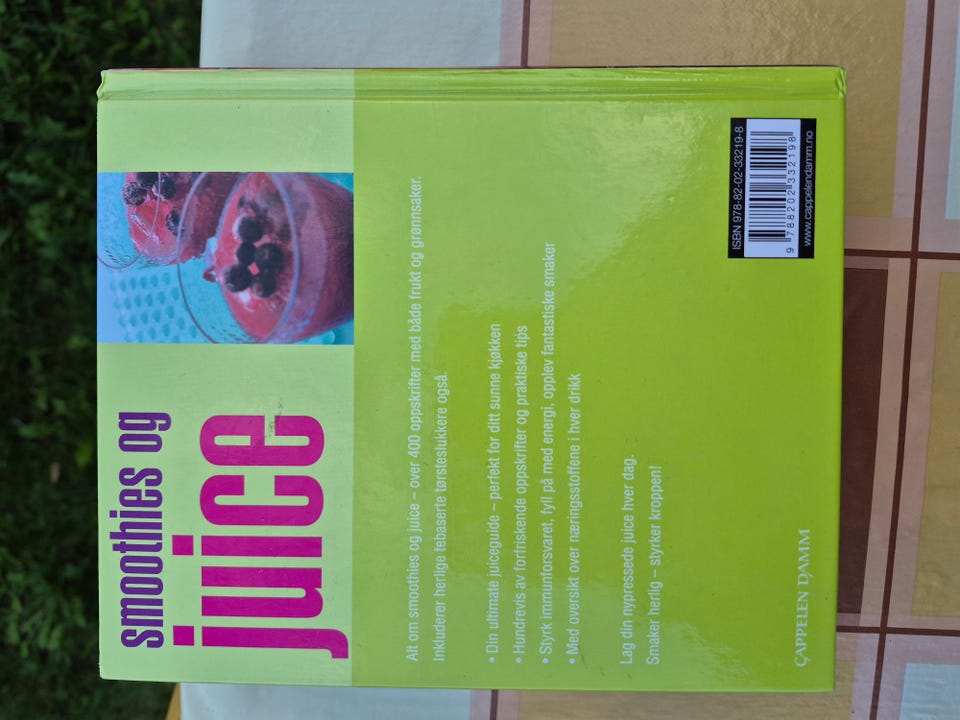 smoothies og
juice
Alt om smoothies og juice – over 400 oppskrifter med både frukt og grønnsaker.
Inkluderer herlige tebaserte tørsteslukkere også.
• Din ultimate juiceguide – perfekt for ditt sunne kjøkken
• Hundrevis av forfriskende oppskrifter og praktiske tips
• Styrk immunforsvaret, fyll på med energi, opplev fantastiske smaker
• Med oversikt over næringsstoffene i hver drikk
Lag din nypressede juice hver dag.
Smaker herlig – styrker kroppen!
CAPPELEN DAMM
ISBN 978-82-02-33219-8
9 788202 332198
www.cappelendamm.no